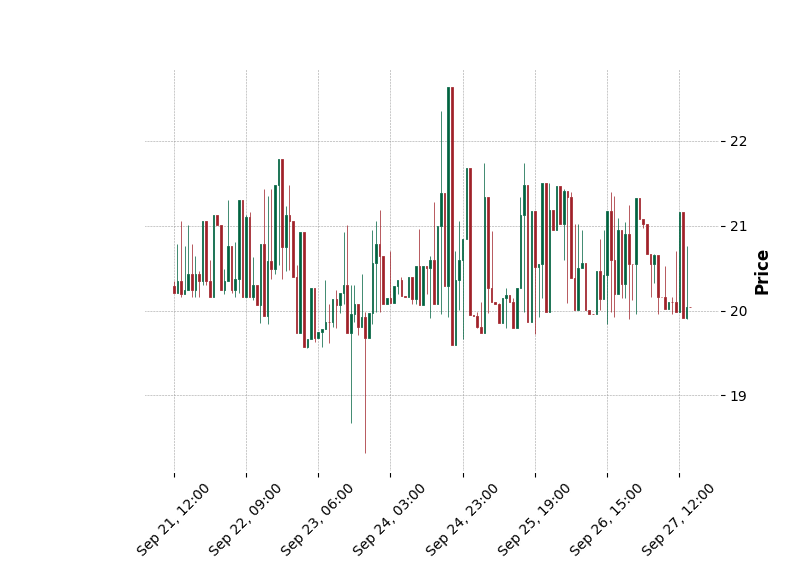 22
21
20
19
Price
Sep 21, 12:00
Sep 22, 09:00
Sep 23, 06:00
Sep 24, 03:00
Sep 24, 23:00
Sep 25, 19:00
Sep 26, 15:00
Sep 27, 12:00